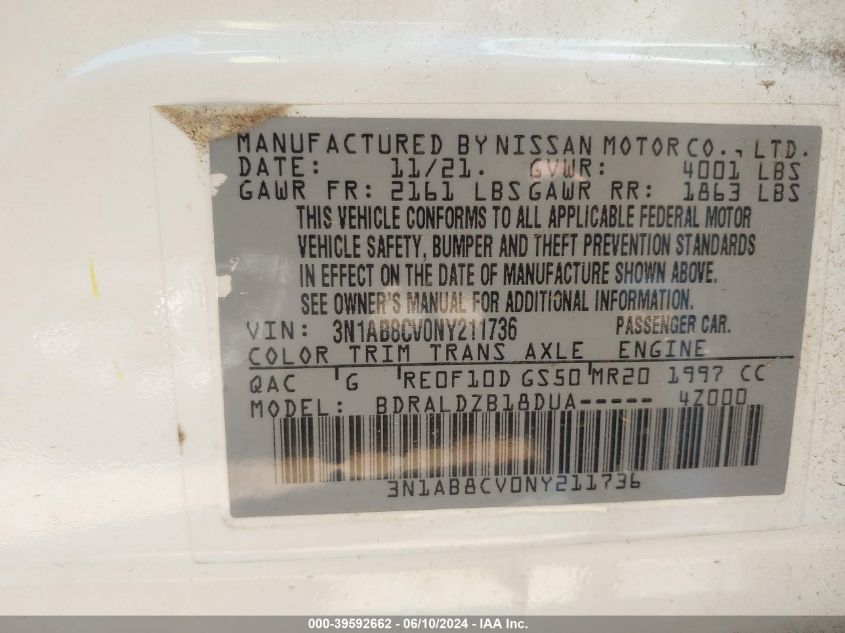 MANUFACTURED BY NISSAN MOTOR CO., LTD.
DATE: 11/21. GVWR: 4001 LBS
GAWR FR: 2161 LBS GAWR RR: 1863 LBS
THIS VEHICLE CONFORMS TO ALL APPLICABLE FEDERAL MOTOR
VEHICLE SAFETY, BUMPER AND THEFT PREVENTION STANDARDS
IN EFFECT ON THE DATE OF MANUFACTURE SHOWN ABOVE.
SEE OWNER'S MANUAL FOR ADDITIONAL INFORMATION.
VIN: 3N1AB8CV0NY211736 PASSENGER CAR.
COLOR TRIM TRANS AXLE ENGINE
QAC G RE0F10D GS50 MR20 1997 CC
MODEL: BDRALDZB18DUA----- 4Z000
3N1AB8CV0NY211736
000-39592662 - 06/10/2024 - IAA Inc.